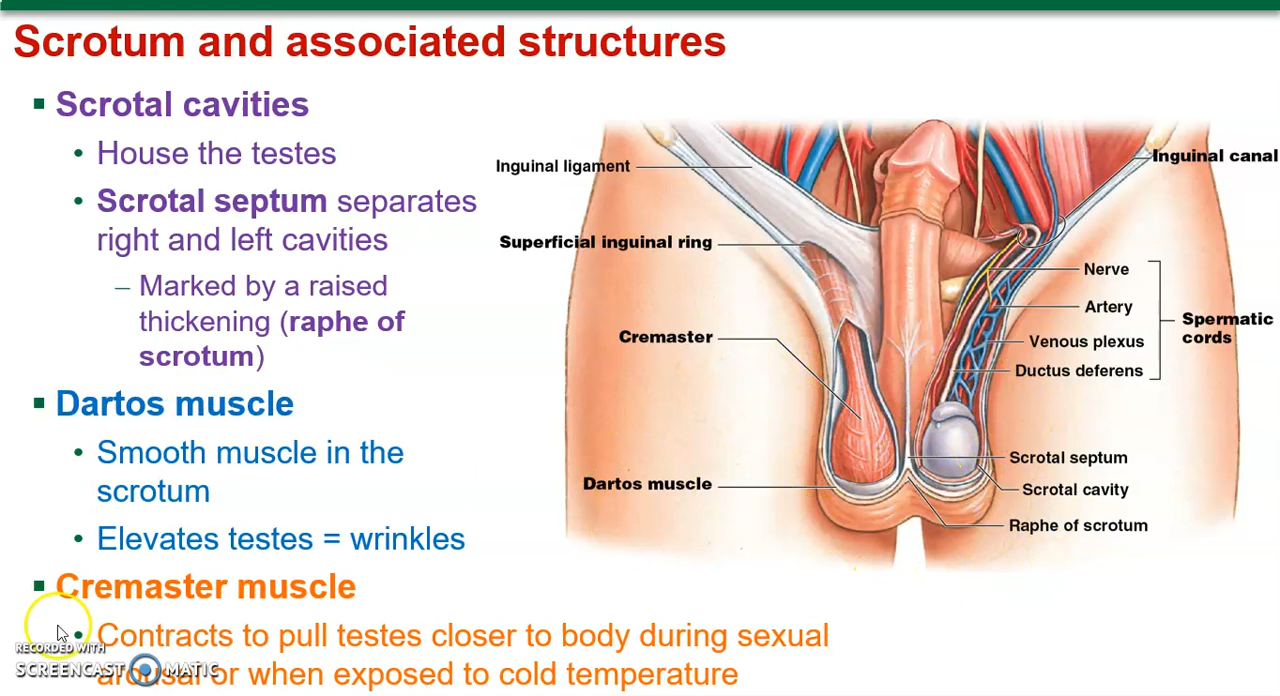 Scrotum and associated structures
▪ Scrotal cavities
• House the testes
• Scrotal septum separates
right and left cavities
– Marked by a raised
thickening (raphe of
scrotum)
▪ Dartos muscle
• Smooth muscle in the
scrotum
• Elevates testes = wrinkles
▪ Cremaster muscle
• Contracts to pull testes closer to body during sexual
arousal or when exposed to cold temperature
Inguinal ligament
Superficial inguinal ring
Cremaster
Dartos muscle
Inguinal canal
Nerve
Artery
Venous plexus
Ductus deferens
Spermatic
cords
Scrotal septum
Scrotal cavity
Raphe of scrotum
RECORDED WITH
SCREENCAST MATIC